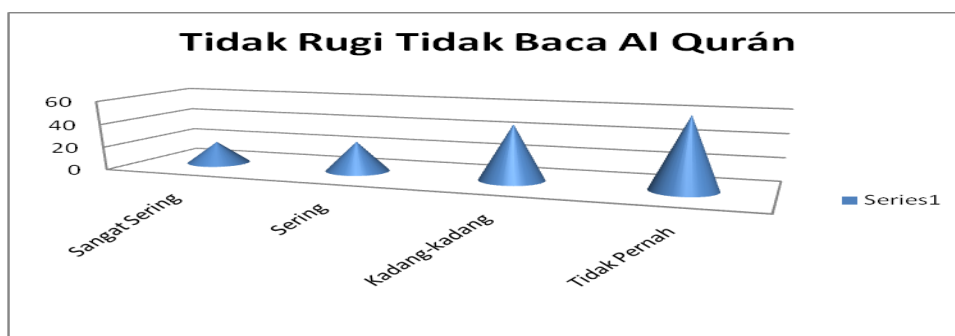 Tidak Rugi Tidak Baca Al Qurán
60
40
20
0
Sangat Sering
Sering
Kadang-kadang
Tidak Pernah
Series1